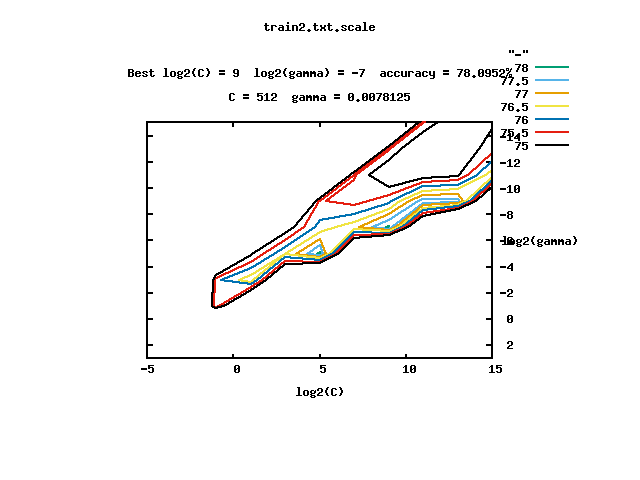 train2.txt.scale
"-"
Best log2(C) = 9  log2(gamma) = -7  accuracy = 78.0952%
78
77.5
C = 512  gamma = 0.0078125
77
76.5
76
75.5
-14
75
-12
-10
-8
-6
log2(gamma)
-4
-2
0
2
-5 0 5 10 15
log2(C)